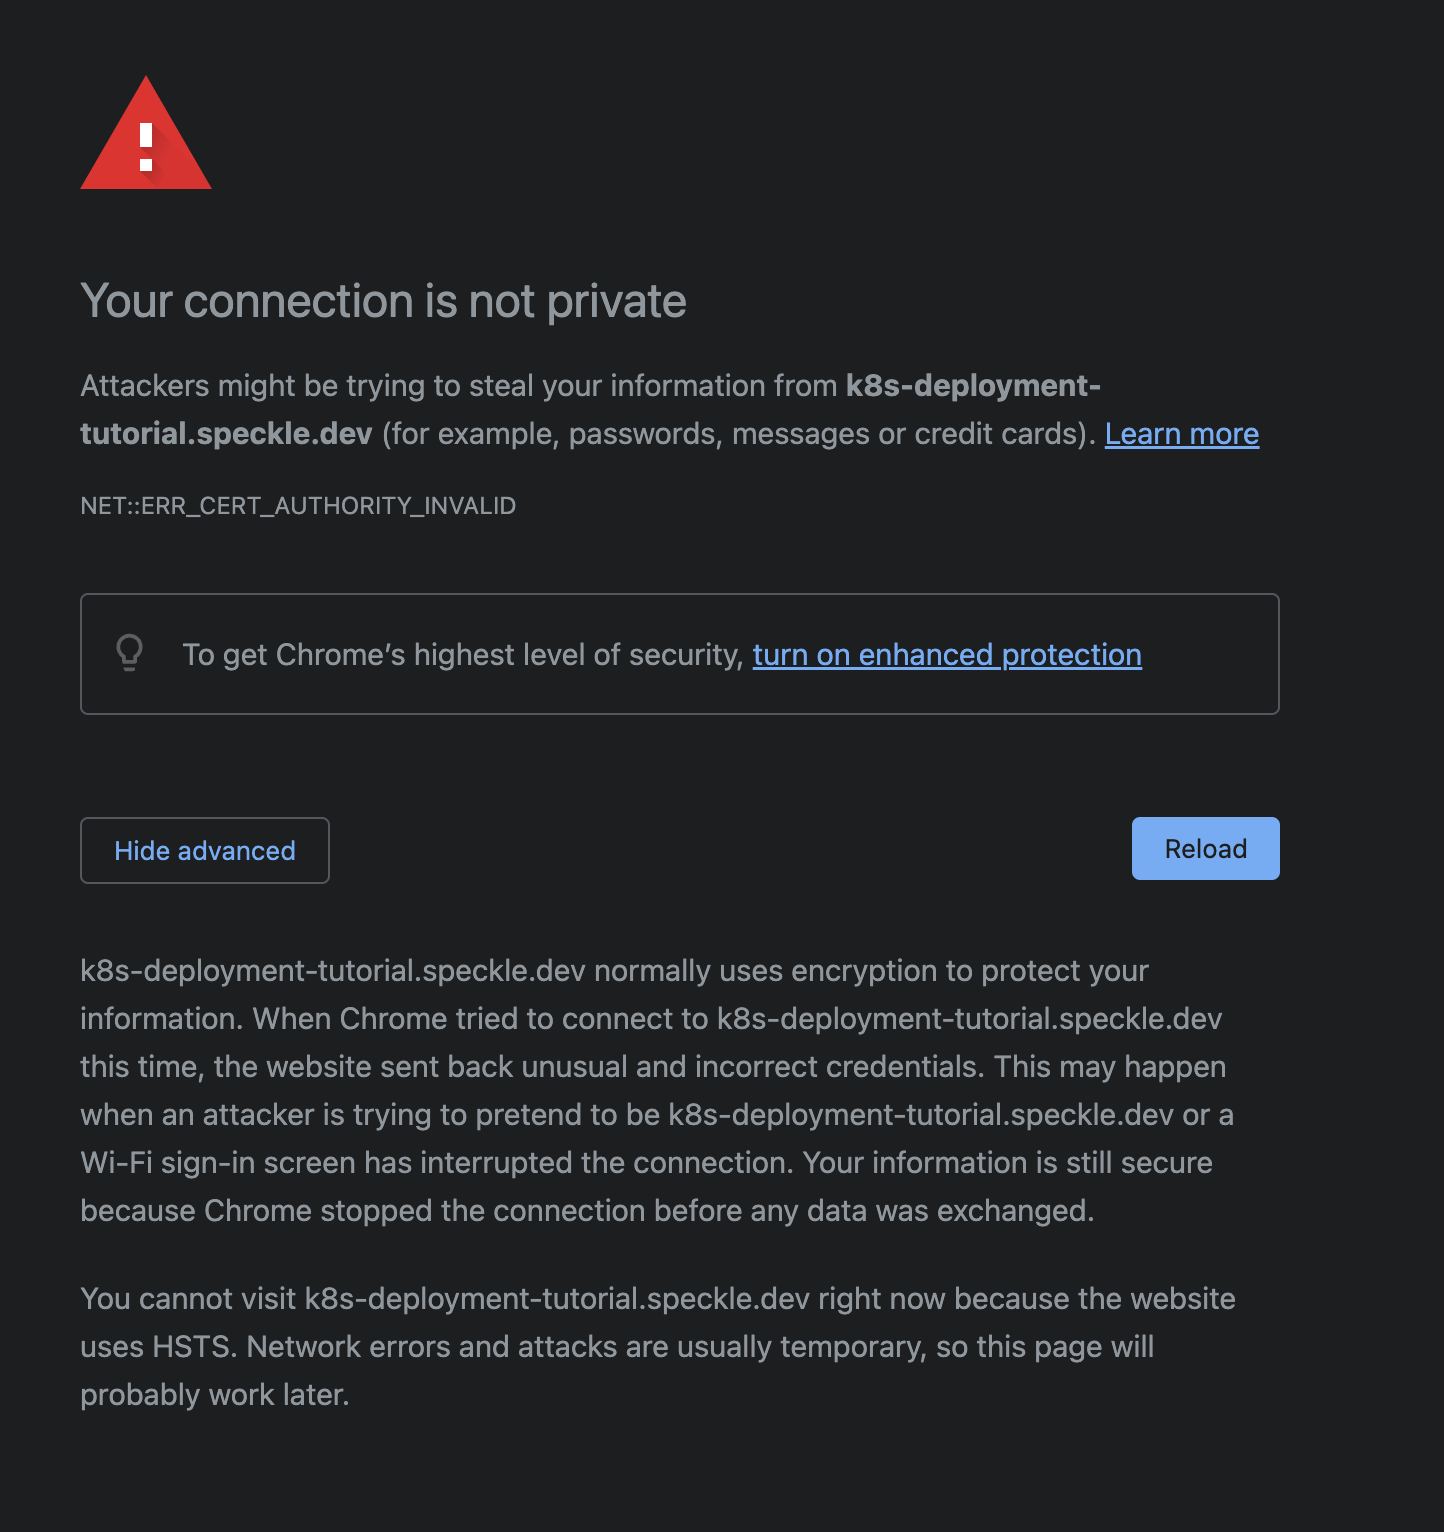 Your connection is not private
Attackers might be trying to steal your information from k8s-deployment-
tutorial.speckle.dev (for example, passwords, messages or credit cards). Learn more
NET::ERR_CERT_AUTHORITY_INVALID
To get Chrome’s highest level of security, turn on enhanced protection
Hide advanced
Reload
k8s-deployment-tutorial.speckle.dev normally uses encryption to protect your
information. When Chrome tried to connect to k8s-deployment-tutorial.speckle.dev
this time, the website sent back unusual and incorrect credentials. This may happen
when an attacker is trying to pretend to be k8s-deployment-tutorial.speckle.dev or a
Wi-Fi sign-in screen has interrupted the connection. Your information is still secure
because Chrome stopped the connection before any data was exchanged.
You cannot visit k8s-deployment-tutorial.speckle.dev right now because the website
uses HSTS. Network errors and attacks are usually temporary, so this page will
probably work later.